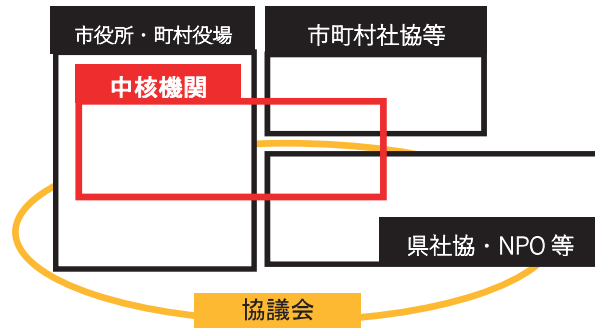 市役所・町村役場
市町村社協等
中核機関
県社協・NPO 等
協議会